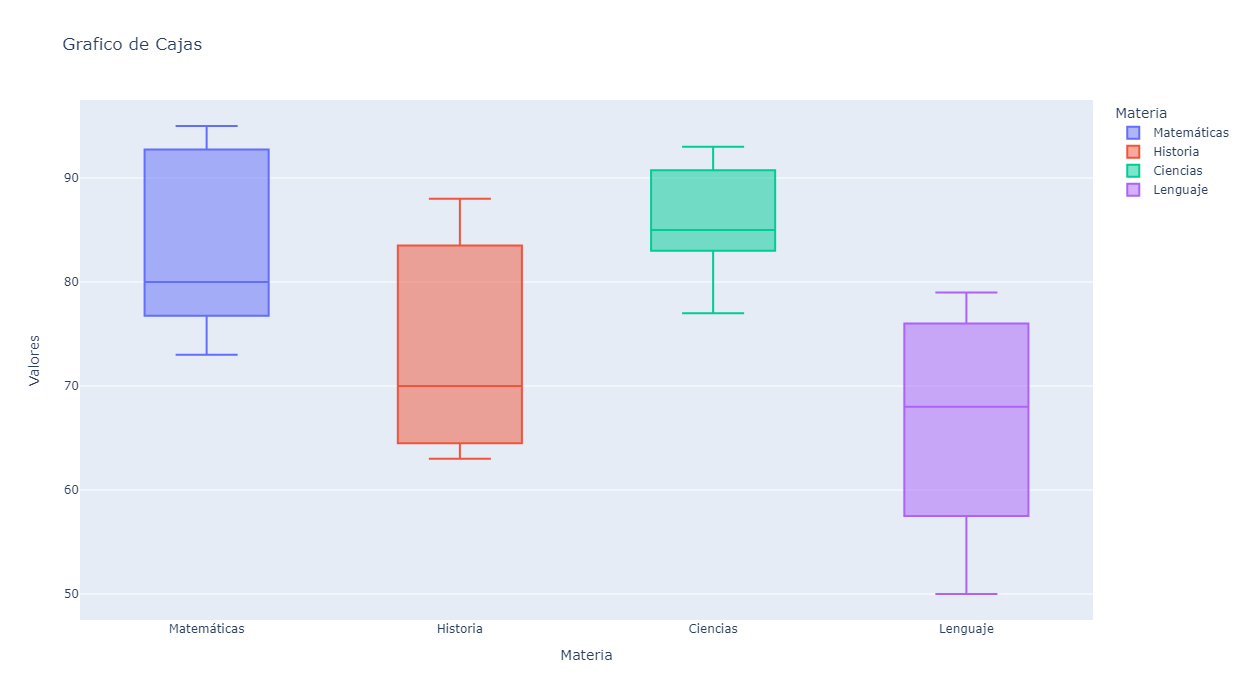 Grafico de Cajas
Materia
Matemáticas
Historia
Ciencias
Lenguaje
Valores
90
80
70
60
50
Matemáticas
Historia
Ciencias
Lenguaje
Materia